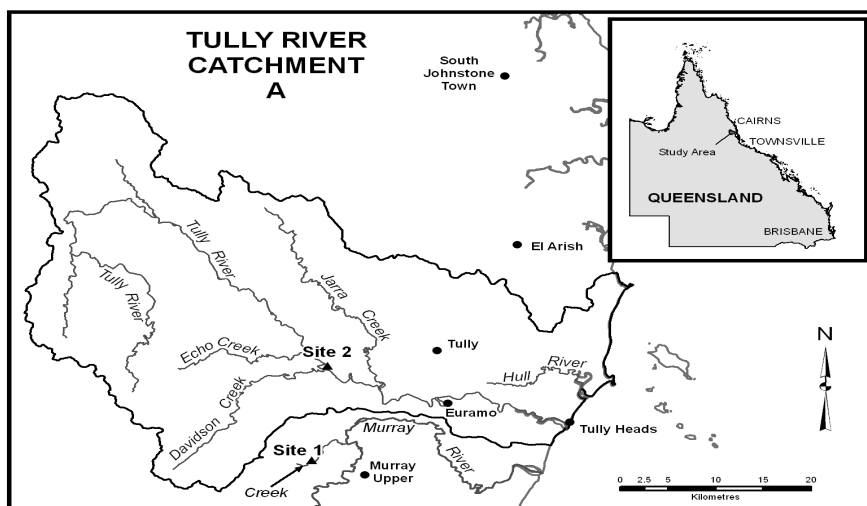 TULLY RIVER
CATCHMENT
A
South
Johnstone
Town
CAIRNS
TOWNSVILLE
Study Area
QUEENSLAND
BRISBANE
El Arish
Tully River
Tully River
Jarra
Creek
Echo Creek
Site 2
Tully
Hull
River
Davidson Creek
Euramo
Tully Heads
Site 1
Murray
River
Murray
Upper
Creek
N
0 2.5 5 10 15 20
Kilometres